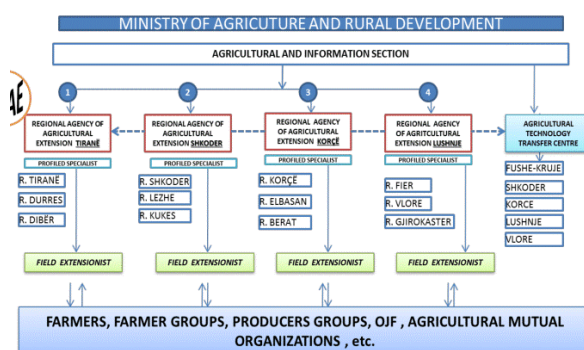 MINISTRY OF AGRICUTURE AND RURAL DEVELOPMENT
AGRICULTURAL AND INFORMATION SECTION
AE
1
2
3
4
REGIONAL AGENCY OF
AGRICULTURAL
EXTENSION TIRANË
REGIONAL AGENCY OF
AGRICULTURAL
EXTENSION SHKODER
REGIONAL AGENCY
OF AGRICULTURAL
EXTENSION KORÇË
REGIONAL AGENCY
OF AGRITCULTURAL
EXTENSION LUSHNJE
AGRICULTURAL
TECHNOLOGY
TRANSFER CENTRE
PROFILED SPECIALIST
PROFILED SPECIALIST
PROFILED SPECIALIST
PROFILED SPECIALIST
R. TIRANË
R. DURRES
R. DIBËR
R. SHKODER
R. LEZHE
R. KUKES
R. KORÇË
R. ELBASAN
R. BERAT
R. FIER
R. VLORE
R. GJIROKASTER
FUSHE-KRUJE
SHKODER
KORCE
LUSHNJE
VLORE
FIELD EXTENSIONIST
FIELD EXTENSIONIST
FIELD EXTENSIONIST
FIELD EXTENSIONIST
FARMERS, FARMER GROUPS, PRODUCERS GROUPS, OJF , AGRICULTURAL MUTUAL
ORGANIZATIONS , etc.